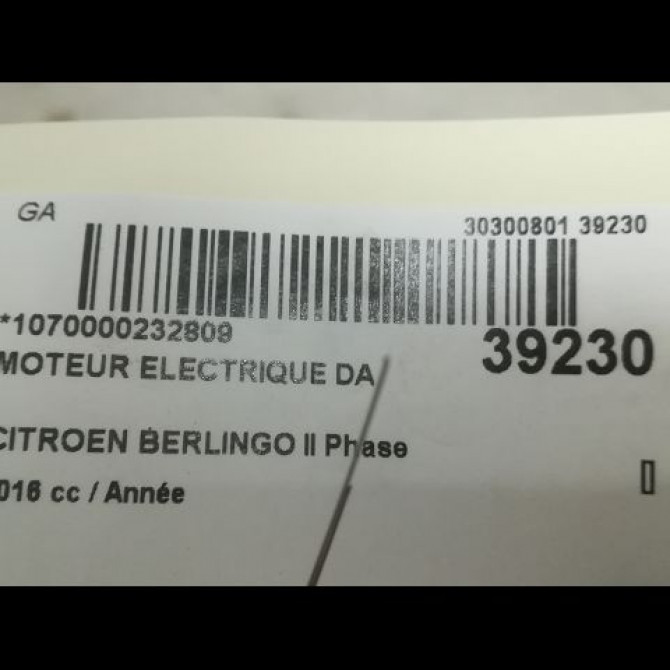 GA
30300801 39230
*1070000232809
39230
MOTEUR ELECTRIQUE DA
CITROEN BERLINGO II Phase
016 cc / Année